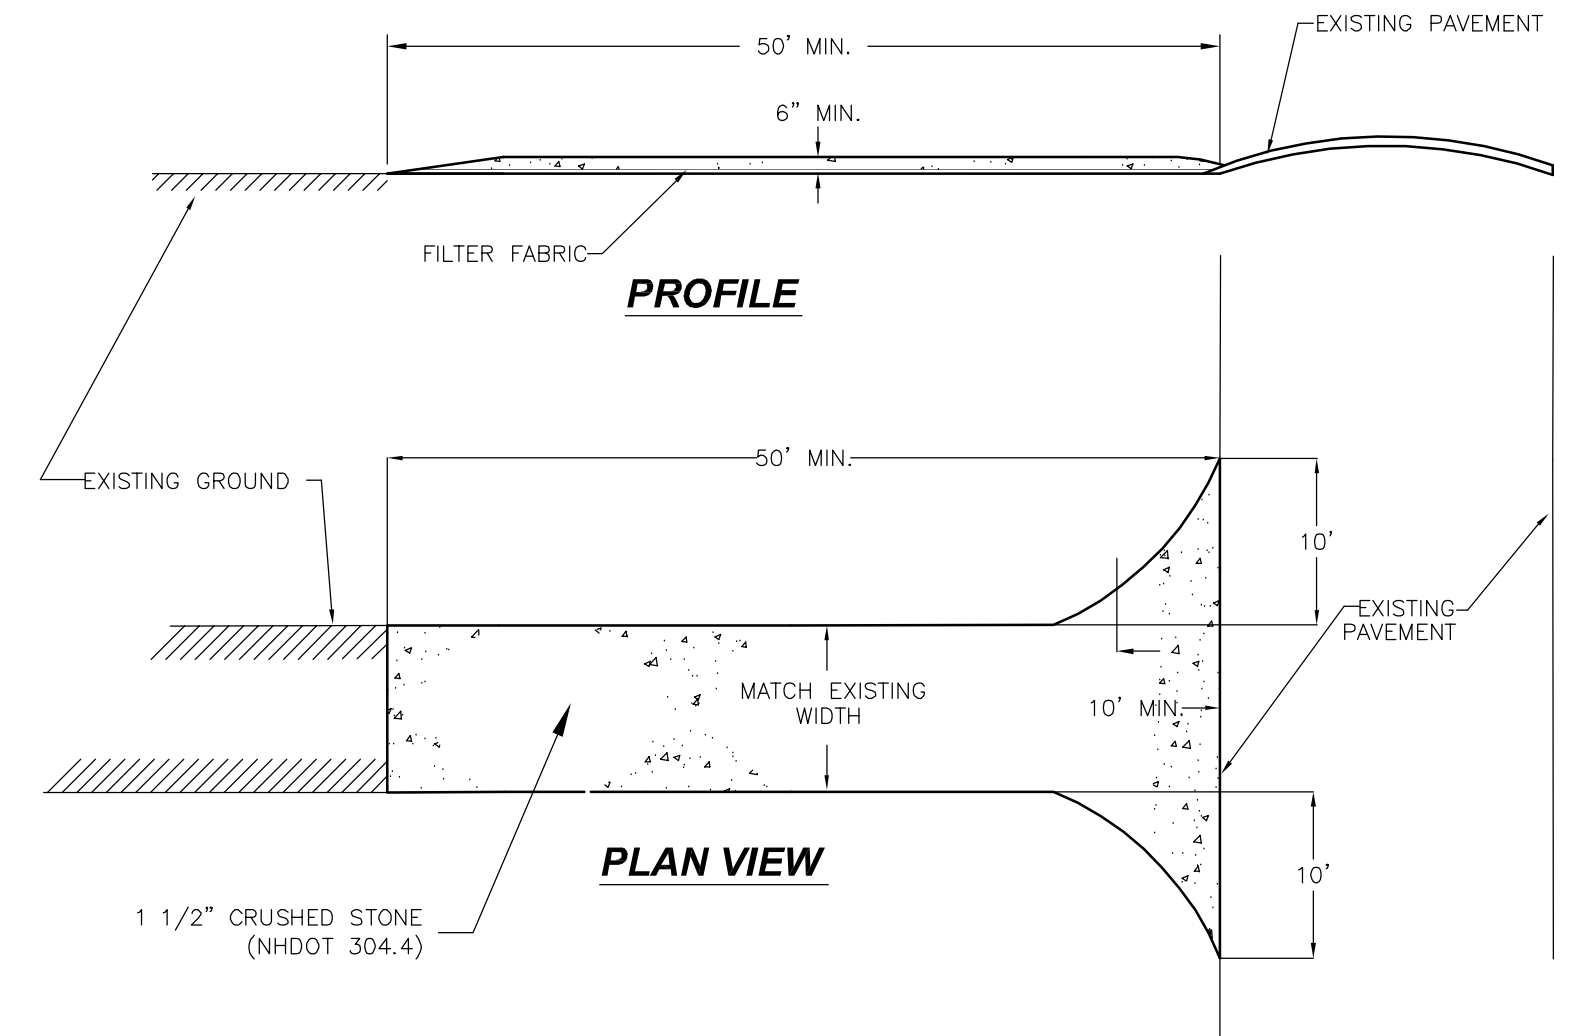 EXISTING PAVEMENT
50' MIN.
6" MIN.
FILTER FABRIC
PROFILE
50' MIN.
EXISTING GROUND
10'
EXISTING
PAVEMENT
MATCH EXISTING
WIDTH
10' MIN.
PLAN VIEW
10'
1 1/2" CRUSHED STONE
(NHDOT 304.4)